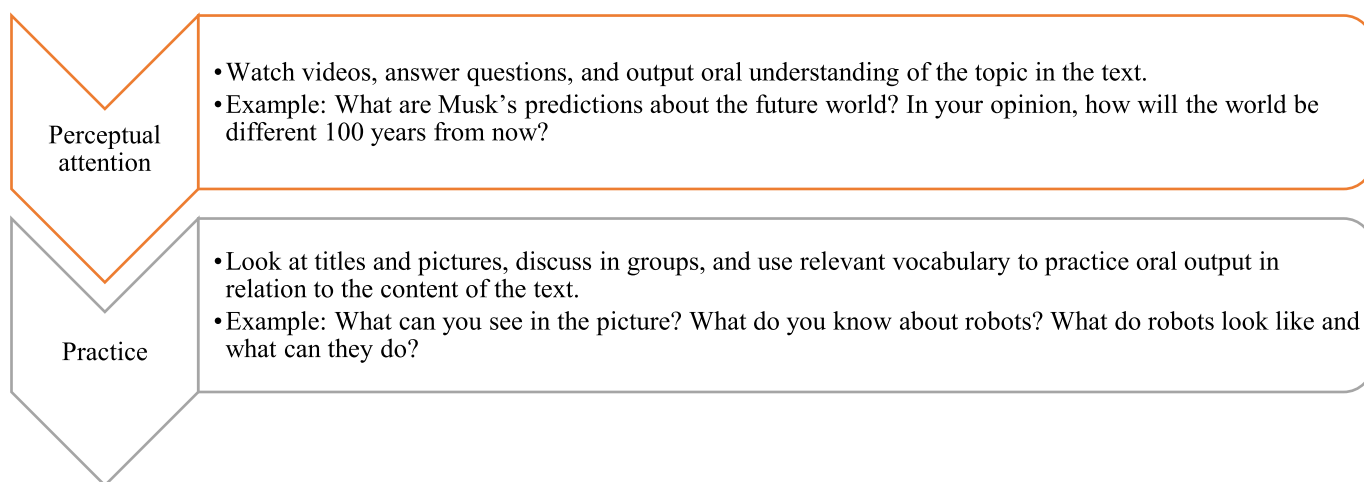 Perceptual
attention
•Watch videos, answer questions, and output oral understanding of the topic in the text.
•Example: What are Musk’s predictions about the future world? In your opinion, how will the world be
different 100 years from now?
Practice
•Look at titles and pictures, discuss in groups, and use relevant vocabulary to practice oral output in
relation to the content of the text.
•Example: What can you see in the picture? What do you know about robots? What do robots look like and
what can they do?